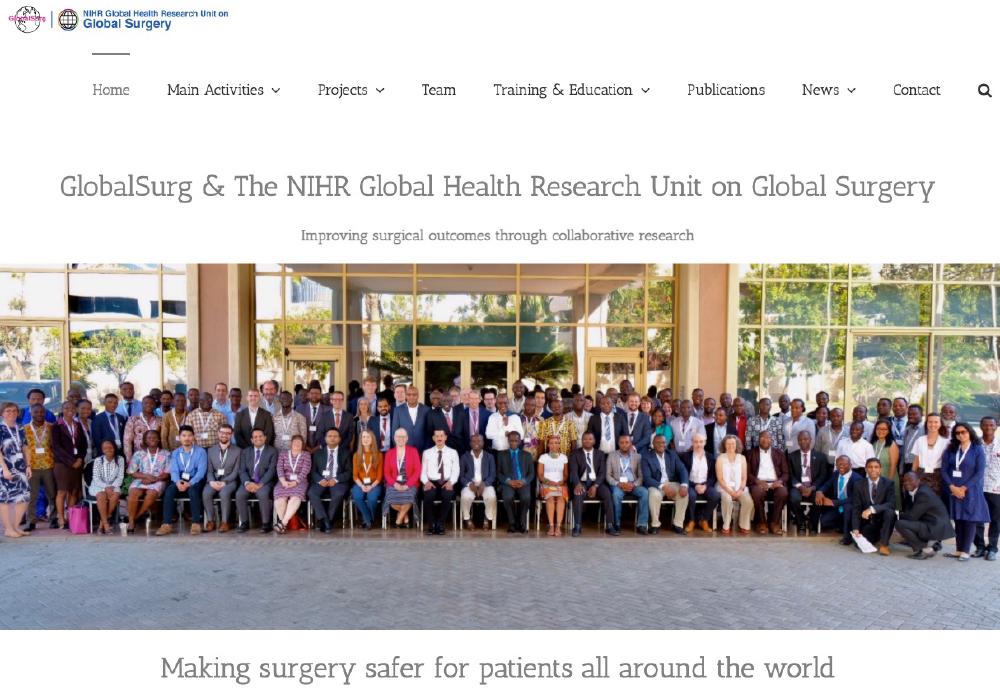 GlobalSurg
NIHR Global Health Research Unit on
Global Surgery
Home Main Activities Projects Team Training & Education Publications News Contact
GlobalSurg & The NIHR Global Health Research Unit on Global Surgery
Improving surgical outcomes through collaborative research
Making surgery safer for patients all around the world